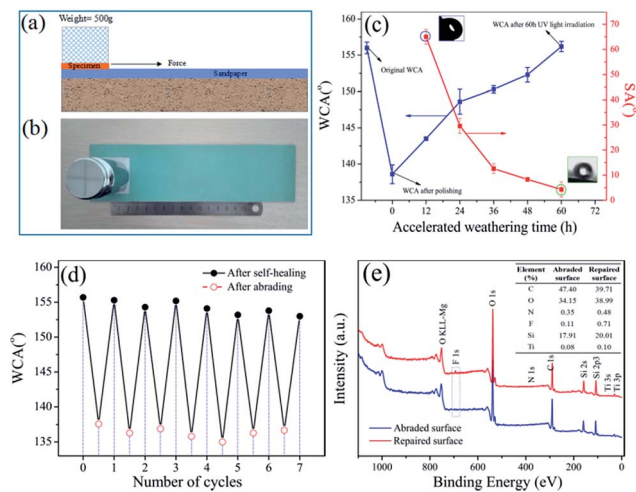 (a)
Weight= 500g
Specimen
Force
Sandpaper
(b)
(c)
WCA(°)
160
155
150
145
140
135
Original WCA
WCA after polishing
WCA after 60h UV light irradiation
0 12 24 36 48 60 72
Accelerated weathering time (h)
70
60
50
40
30
20
10
0
SA(°)
(d)
WCA(°)
160
155
150
145
140
135
After self-healing
After abrading
0 1 2 3 4 5 6 7
Number of cycles
(e)
Intensity (a.u.)
Element (%) Abraded surface Repaired surface
C 47.40 39.71
O 34.15 38.99
N 0.35 0.48
F 0.11 0.71
Si 17.91 20.01
Ti 0.08 0.10
O KLL-Mg
F 1s
O 1s
N 1s
C 1s
Si 2s
Si 2p3
Ti 3s
Ti 3p
Abraded surface
Repaired surface
1000 800 600 400 200 0
Binding Energy (eV)